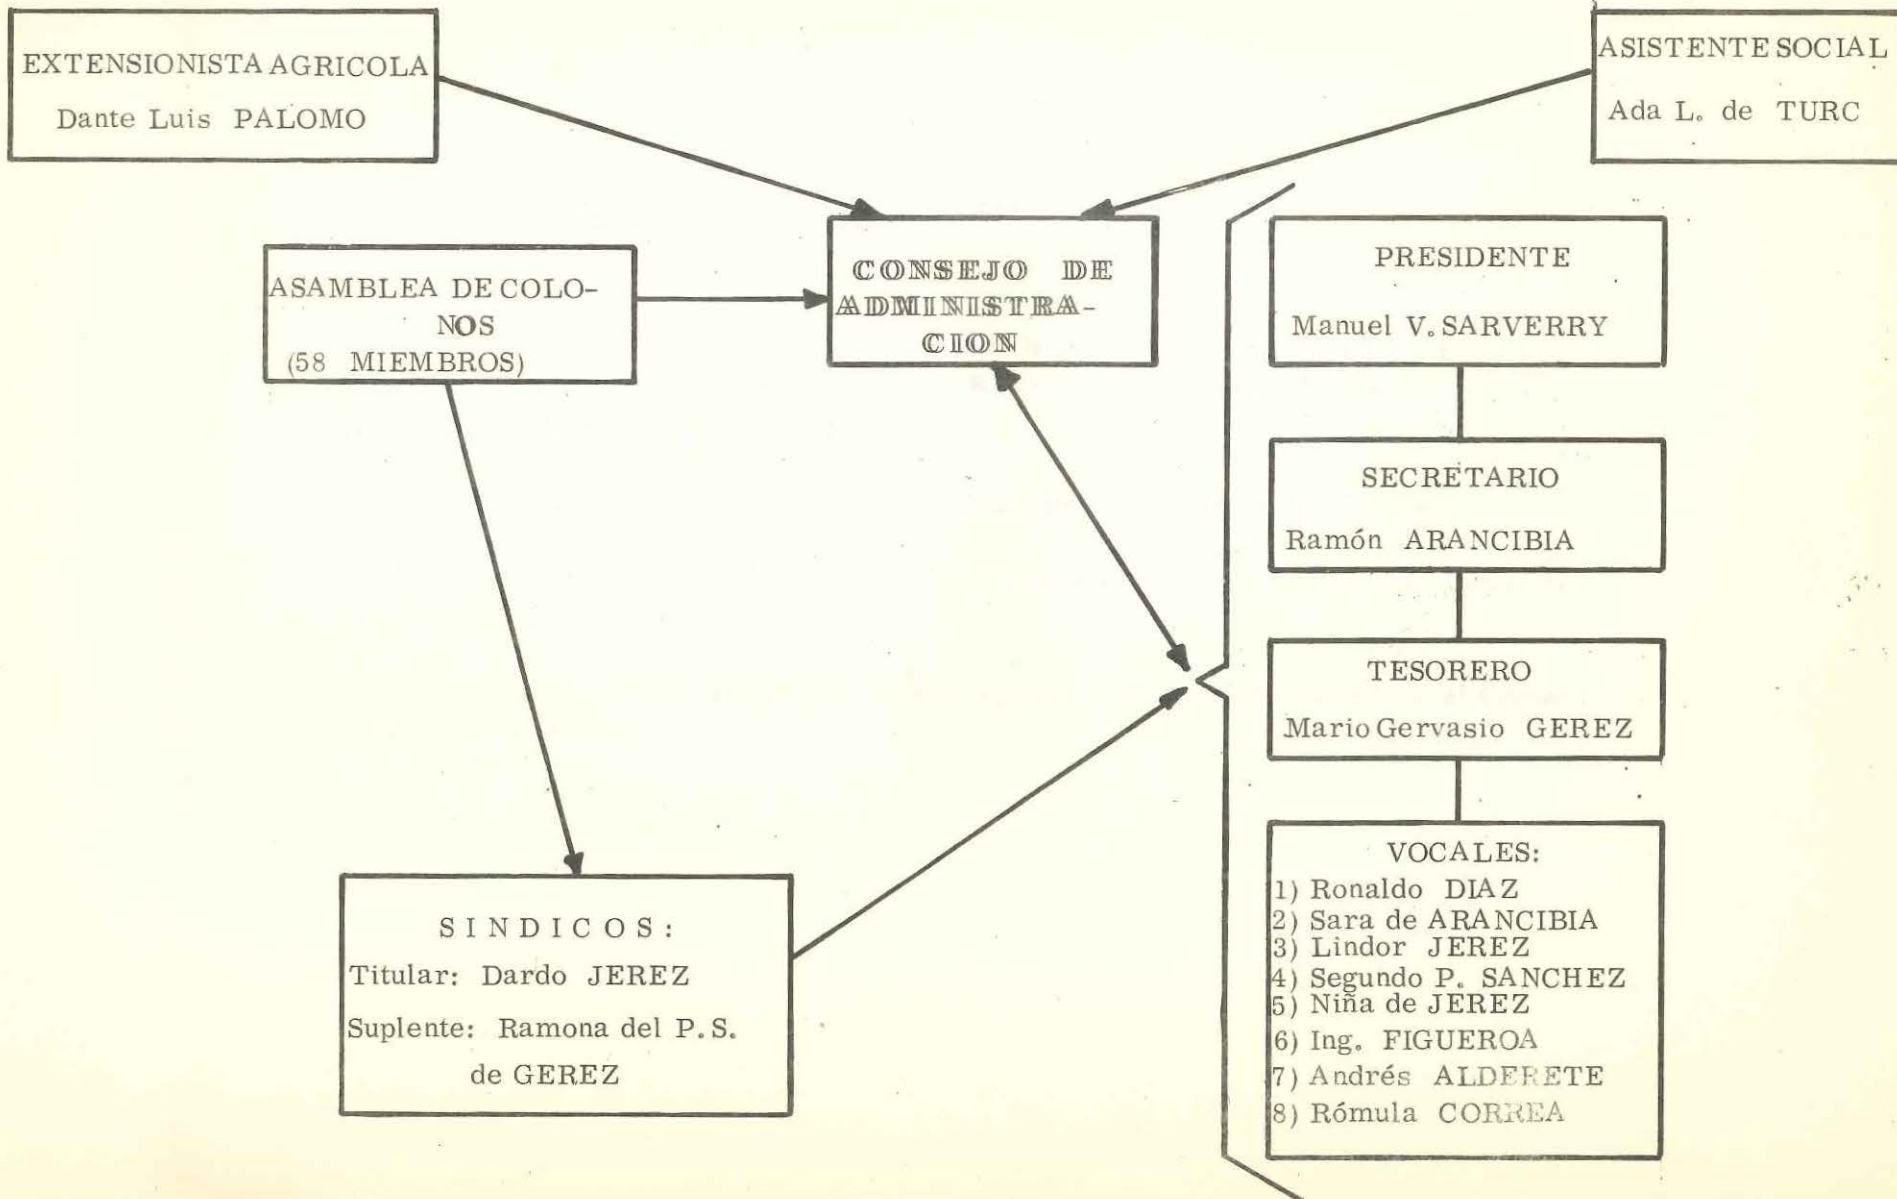 EXTENSIONISTA AGRICOLA
Dante Luis PALOMO
ASISTENTE SOCIAL
Ada L. de TURC
ASAMBLEA DE COLO-
NOS
(58 MIEMBROS)
CONSEJO DE
ADMINISTRA-
CION
PRESIDENTE
Manuel V. SARVERRY
SECRETARIO
Ramón ARANCIBIA
TESORERO
Mario Gervasio GEREZ
SINDICOS:
Titular: Dardo JEREZ
Suplente: Ramona del P.S.
de GEREZ
VOCALES:
1) Ronaldo DIAZ
2) Sara de ARANCIBIA
3) Lindor JEREZ
4) Segundo P. SANCHEZ
5) Niña de JEREZ
6) Ing. FIGUEROA
7) Andrés ALDERETE
8) Rómula CORREA